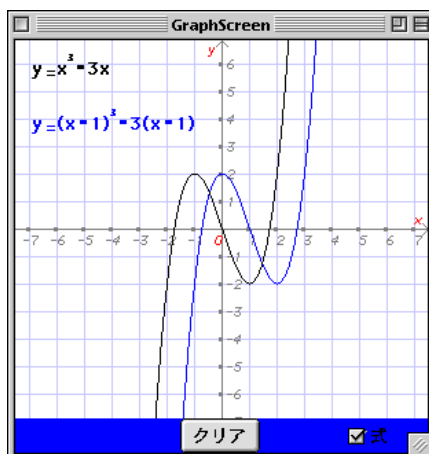 GraphScreen
y
y=x³-3x
6
5
y=(x-1)³-3(x-1)
4
3
2
1
x
-7 -6 -5 -4 -3 -2 -1 0 1 2 3 4 5 6 7
-1
-2
-3
-4
-5
-6
クリア 式